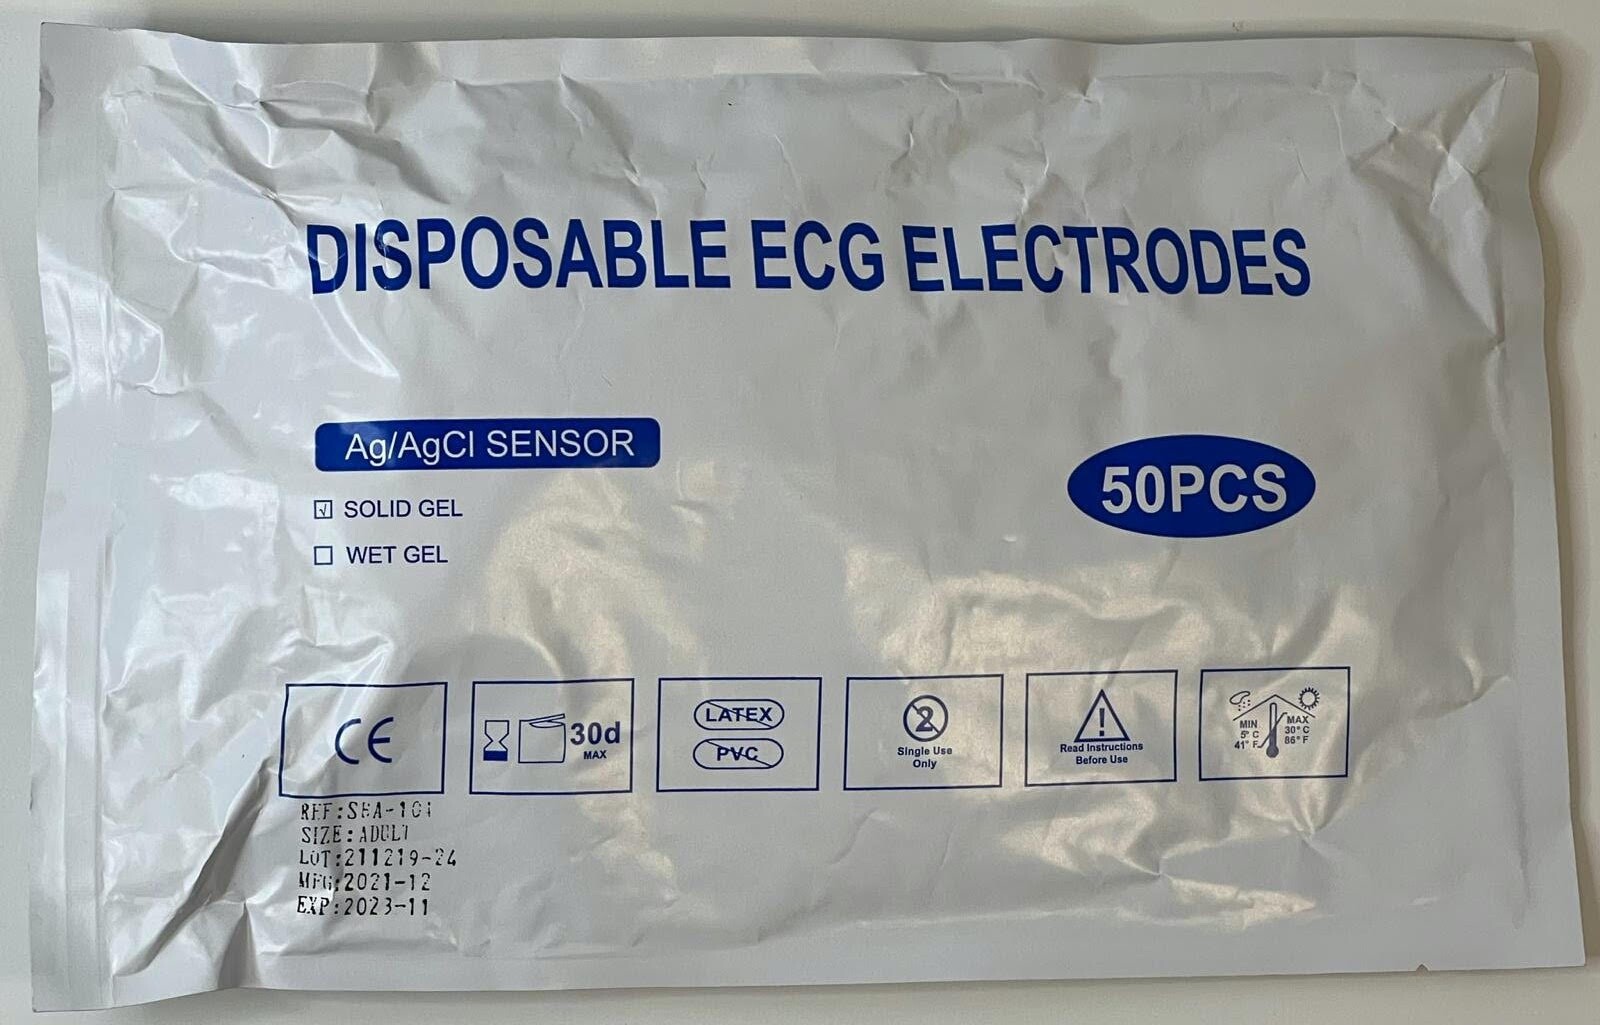 DISPOSABLE ECG ELECTRODES
Ag/AgCl SENSOR
SOLID GEL
WET GEL
50PCS
CE
30d
MAX
LATEX
PVC
2
Single Use
Only
!
Read Instructions
Before Use
MIN
5° C
41° F
MAX
30° C
86° F
REF:
SIZE:ADULT
LOT:211219-24
MFG:2021-12
EXP:2023-11